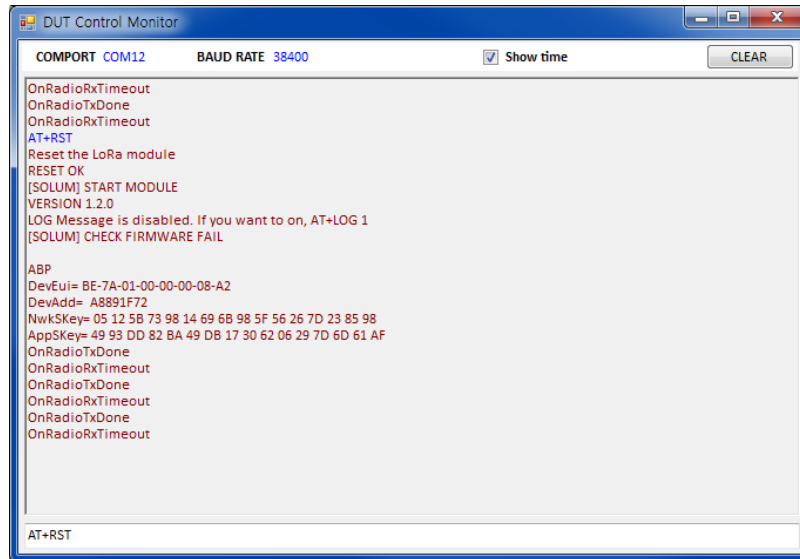 DUT Control Monitor
COMPORT COM12 BAUD RATE 38400 Show time CLEAR
OnRadioRxTimeout
OnRadioTxDone
OnRadioRxTimeout
AT+RST
Reset the LoRa module
RESET OK
[SOLUM] START MODULE
VERSION 1.2.0
LOG Message is disabled. If you want to on, AT+LOG 1
[SOLUM] CHECK FIRMWARE FAIL
ABP
DevEui= BE-7A-01-00-00-00-08-A2
DevAdd= A8891F72
NwkSKey= 05 12 5B 73 98 14 69 6B 98 5F 56 26 7D 23 85 98
AppSKey= 49 93 DD 82 BA 49 DB 17 30 62 06 29 7D 6D 61 AF
OnRadioTxDone
OnRadioRxTimeout
OnRadioTxDone
OnRadioRxTimeout
OnRadioTxDone
OnRadioRxTimeout
AT+RST